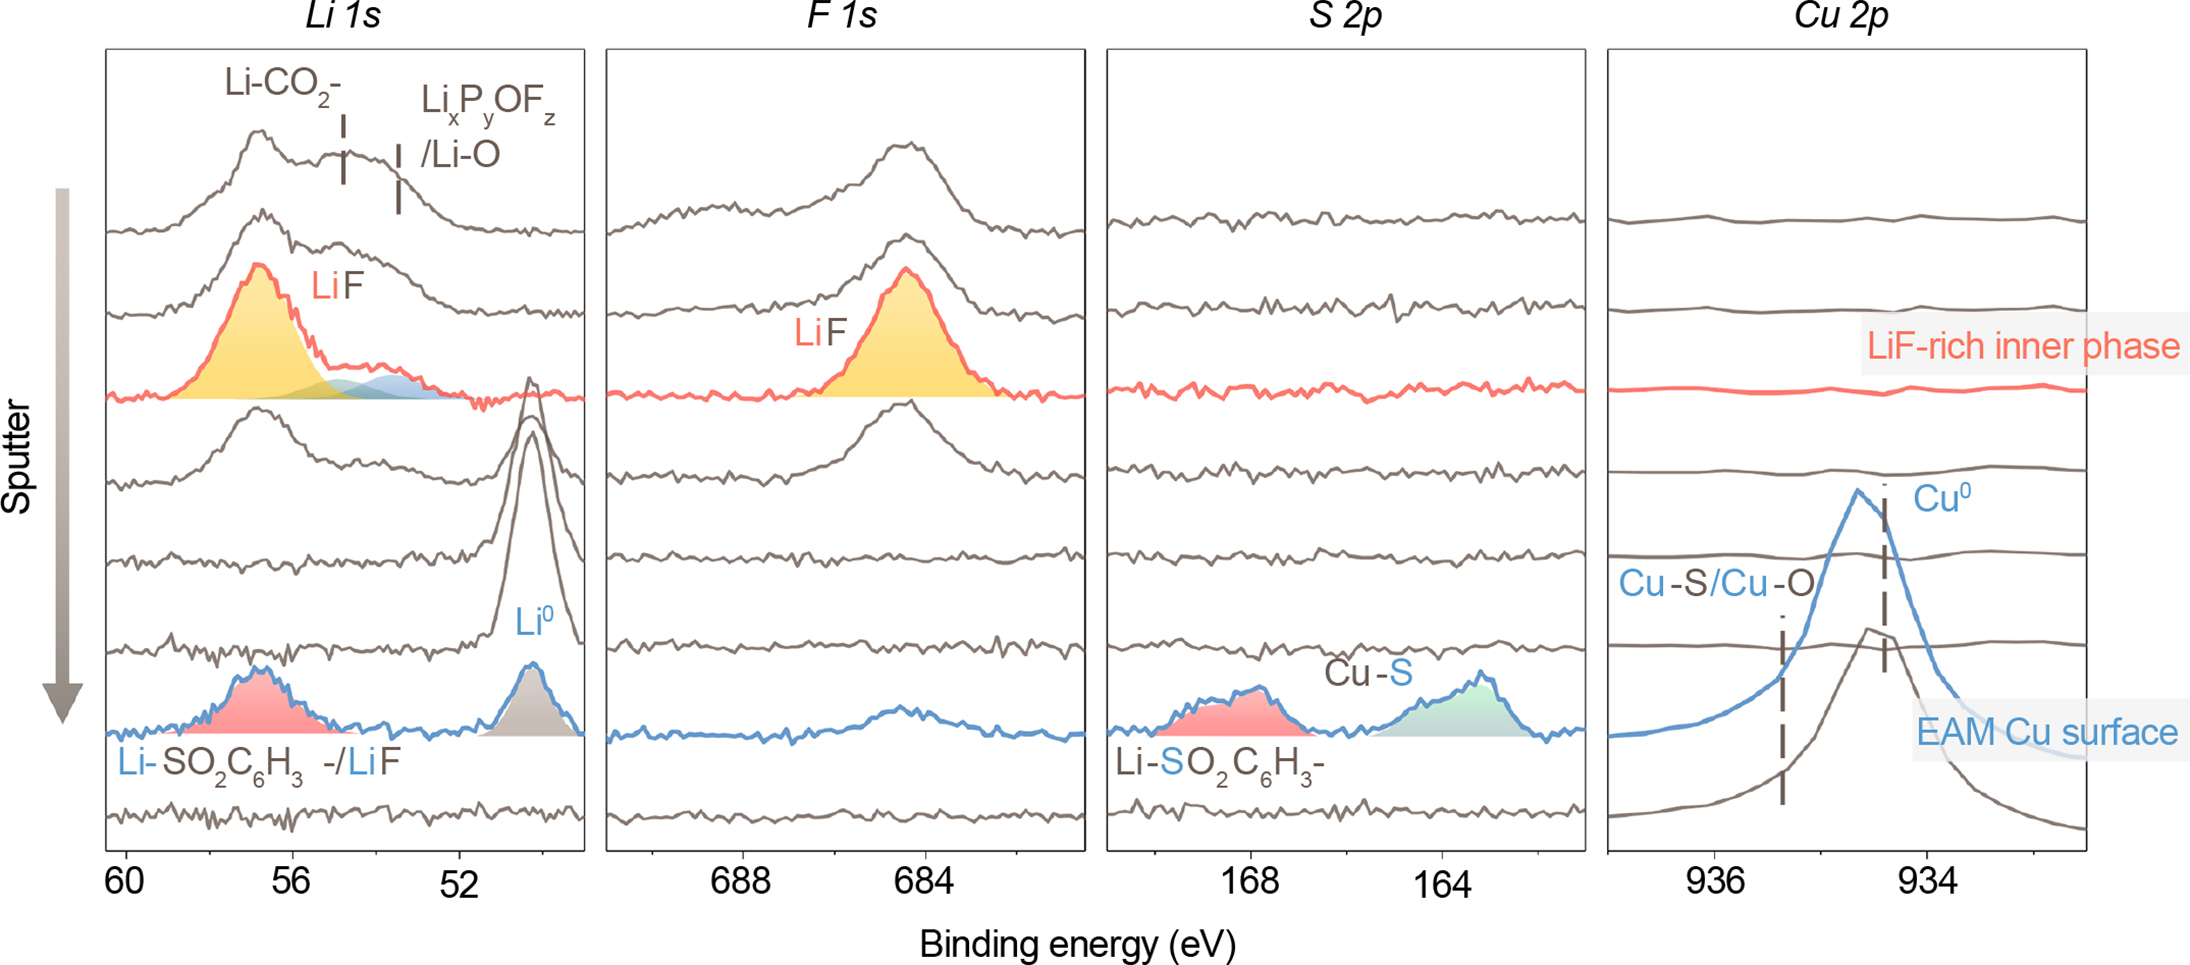 Li 1s
F 1s
S 2p
Cu 2p
Li-CO2-
LixPyOFz
/Li-O
LiF
LiF
LiF-rich inner phase
Sputter
Cu0
Cu-S/Cu-O
Li0
Cu-S
EAM Cu surface
Li-SO2C6H3 -/LiF
Li-SO2C6H3-
60 56 52
688 684
168 164
936 934
Binding energy (eV)